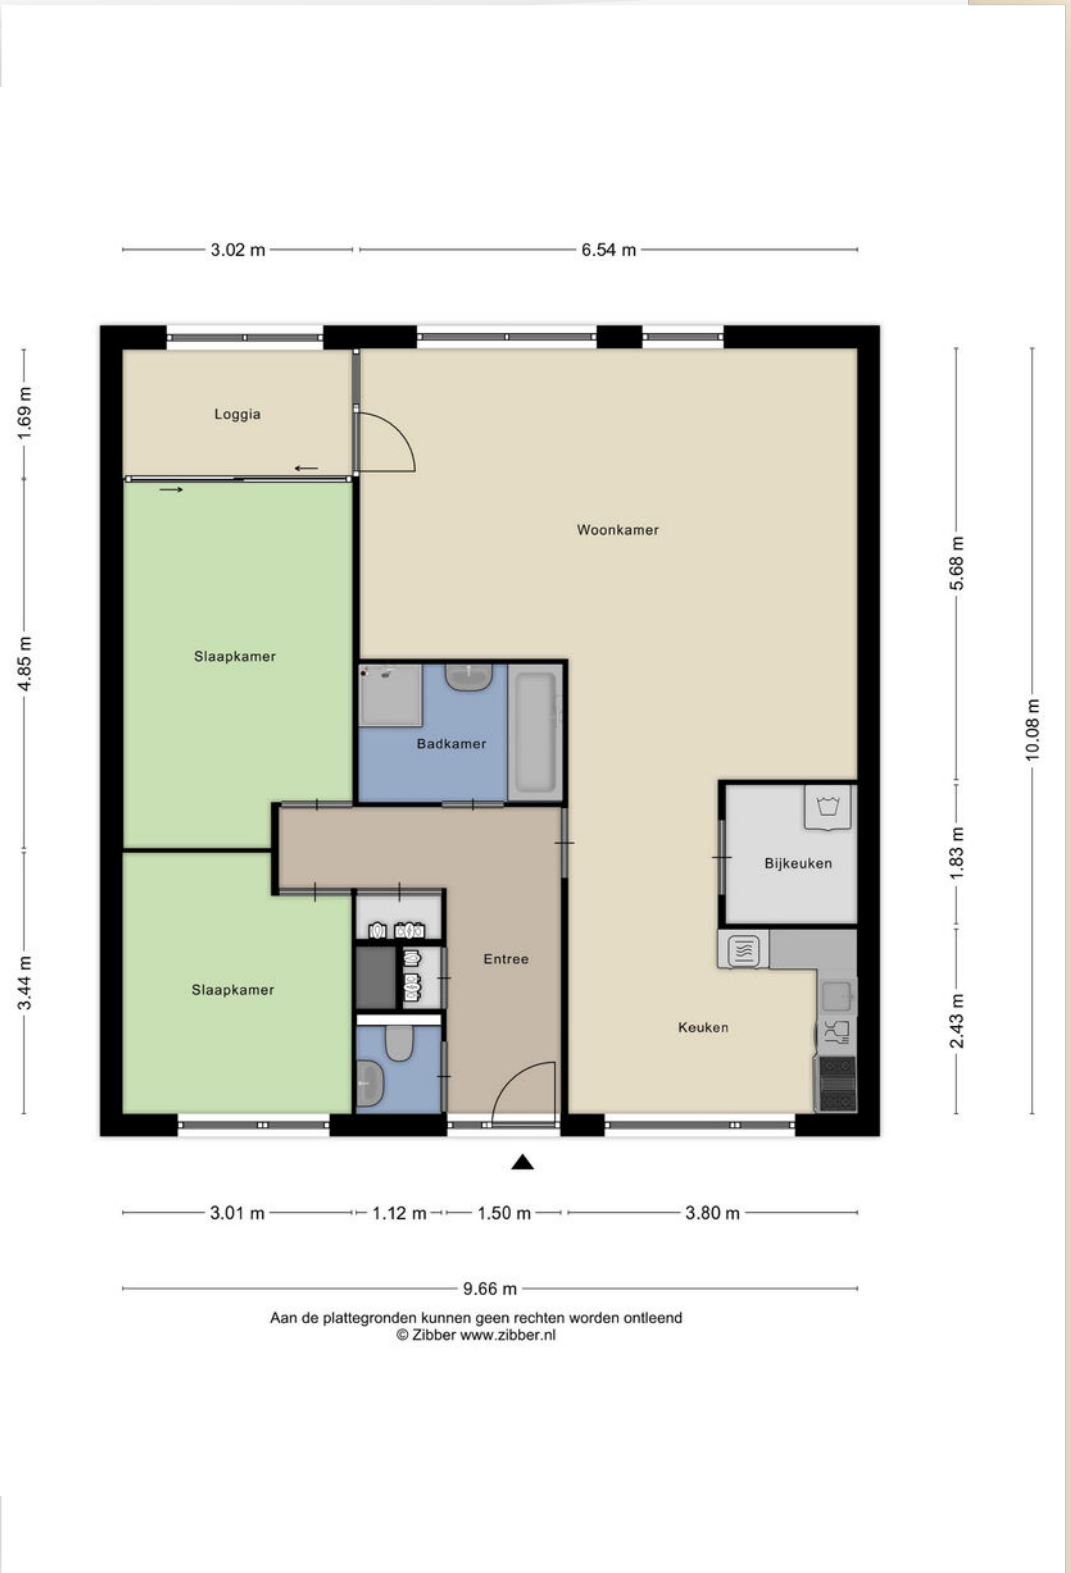 3.02 m
6.54 m
1.69 m
Loggia
Woonkamer
5.68 m
4.85 m
Slaapkamer
10.08 m
Badkamer
1.83 m
Bijkeuken
3.44 m
Slaapkamer
Entree
Keuken
2.43 m
3.01 m
1.12 m
1.50 m
3.80 m
9.66 m
Aan de plattegronden kunnen geen rechten worden ontleend
© Zibber www.zibber.nl